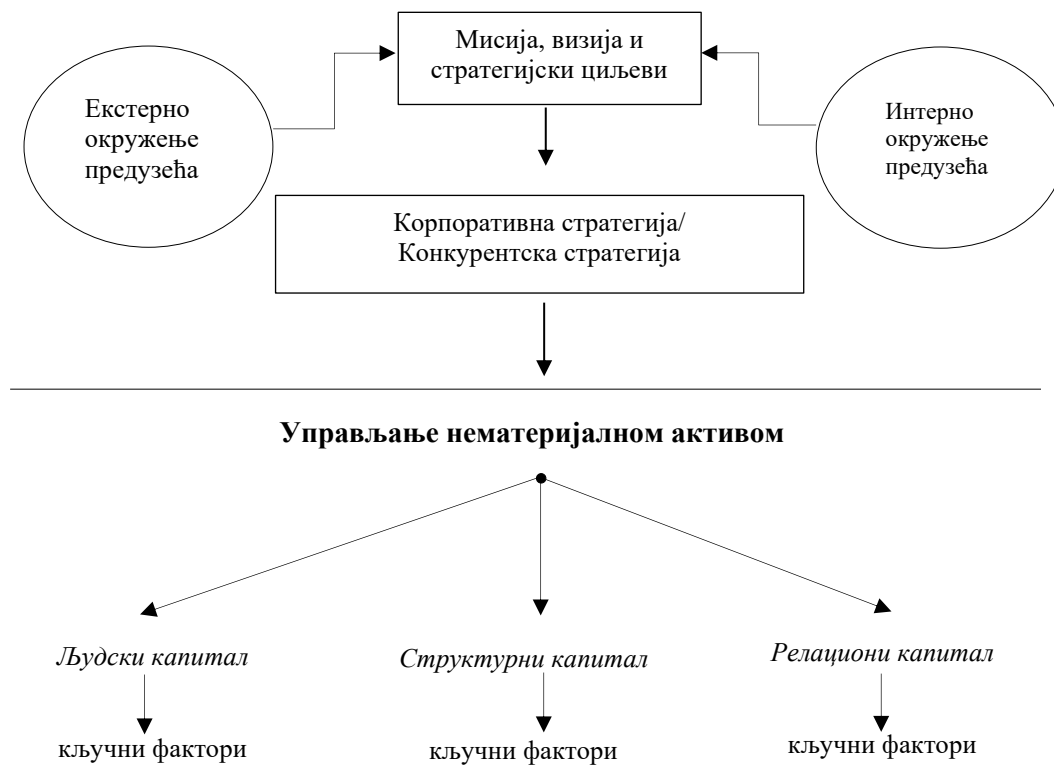 Мисија, визија и
стратегијски циљеви
Екстерно
окружење
предузећа
Интерно
окружење
предузећа
Корпоративна стратегија/
Конкурентска стратегија
Управљање нематеријалном активом
Људски капитал
Структурни капитал
Релациони капитал
кључни фактори
кључни фактори
кључни фактори